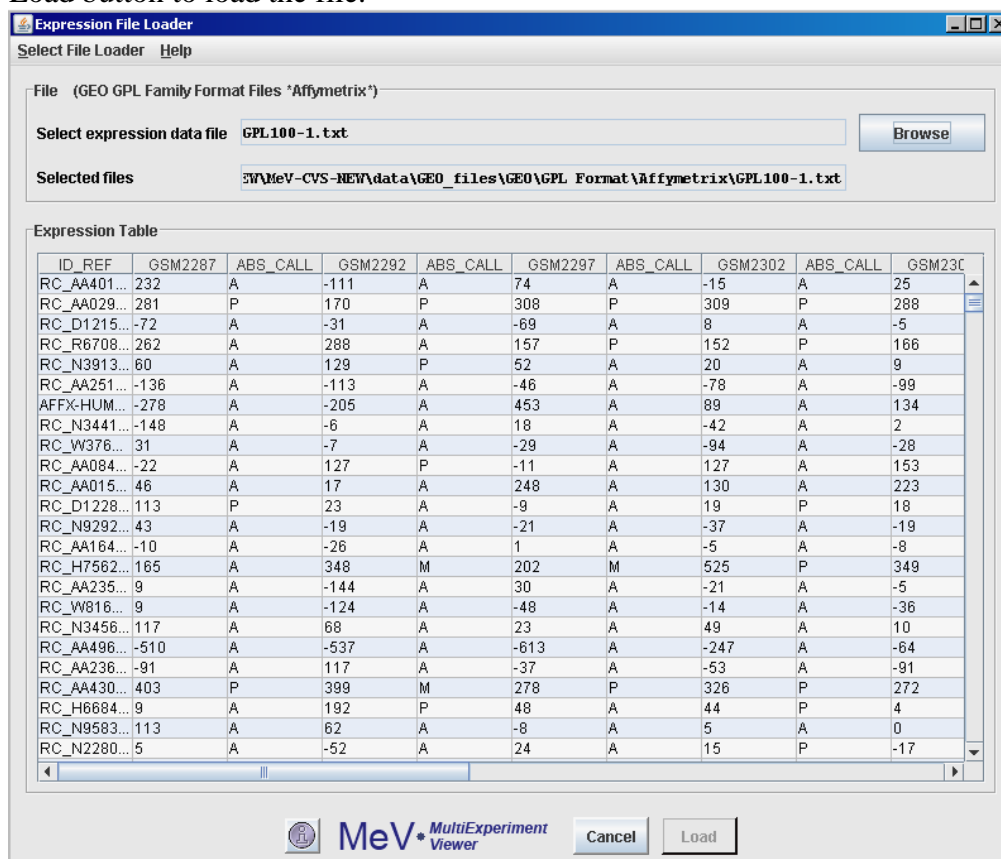 Load button to load the file.
Expression File Loader
Select File Loader Help
File (GEO GPL Family Format Files *Affymetrix*)
Select expression data file GPL100-1.txt Browse
Selected files EW\MeV-CVS-NEW\data\GEO_files\GEO\GPL Format\Affymetrix\GPL100-1.txt
Expression Table
ID_REF GSM2287 ABS_CALL GSM2292 ABS_CALL GSM2297 ABS_CALL GSM2302 ABS_CALL GSM230
RC_AA401... 232 A -111 A 74 A -15 A 25
RC_AA029... 281 P 170 P 308 P 309 P 288
RC_D1215... -72 A -31 A -69 A 8 A -5
RC_R6708... 262 A 288 A 157 P 152 P 166
RC_N3913... 60 A 129 P 52 A 20 A 9
RC_AA251... -136 A -113 A -46 A -78 A -99
AFFX-HUM... -278 A -205 A 453 A 89 A 134
RC_N3441... -148 A -6 A 18 A -42 A 2
RC_W376... 31 A -7 A -29 A -94 A -28
RC_AA084... -22 A 127 P -11 A 127 A 153
RC_AA015... 46 A 17 A 248 A 130 A 223
RC_D1228... 113 P 23 A -9 A 19 P 18
RC_N9292... 43 A -19 A -21 A -37 A -19
RC_AA164... -10 A -26 A 1 A -5 A -8
RC_H7562... 165 A 348 M 202 M 525 P 349
RC_AA235... 9 A -144 A 30 A -21 A -5
RC_W816... 9 A -124 A -48 A -14 A -36
RC_N3456... 117 A 68 A 23 A 49 A 10
RC_AA496... -510 A -537 A -613 A -247 A -64
RC_AA236... -91 A 117 A -37 A -53 A -91
RC_AA430... 403 P 399 M 278 P 326 P 272
RC_H6684... 9 A 192 P 48 A 44 P 4
RC_N9583... 113 A 62 A -8 A 5 A 0
RC_N2280... 5 A -52 A 24 A 15 P -17
MeV MultiExperiment Viewer Cancel Load